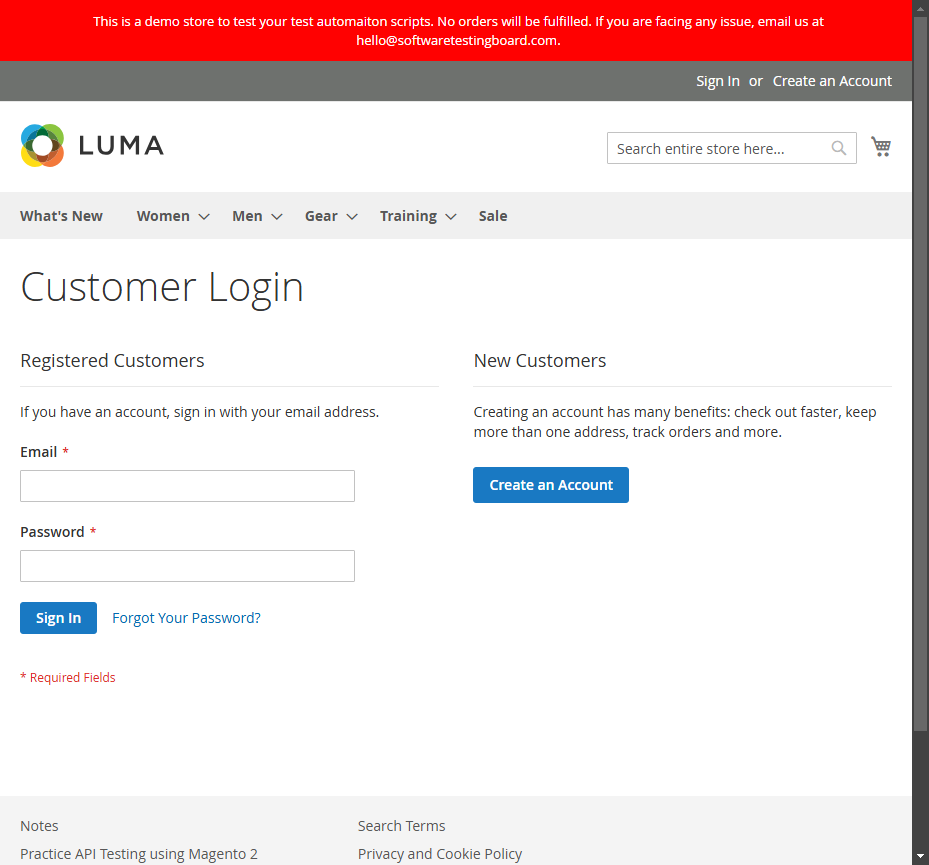 This is a demo store to test your test automaiton scripts. No orders will be fulfilled. If you are facing any issue, email us at
hello@softwaretestingboard.com.
Sign In or Create an Account
LUMA
Search entire store here...
What's New Women Men Gear Training Sale
Customer Login
Registered Customers
If you have an account, sign in with your email address.
Email *
Password *
Sign In Forgot Your Password?
* Required Fields
New Customers
Creating an account has many benefits: check out faster, keep
more than one address, track orders and more.
Create an Account
Notes
Practice API Testing using Magento 2
Search Terms
Privacy and Cookie Policy